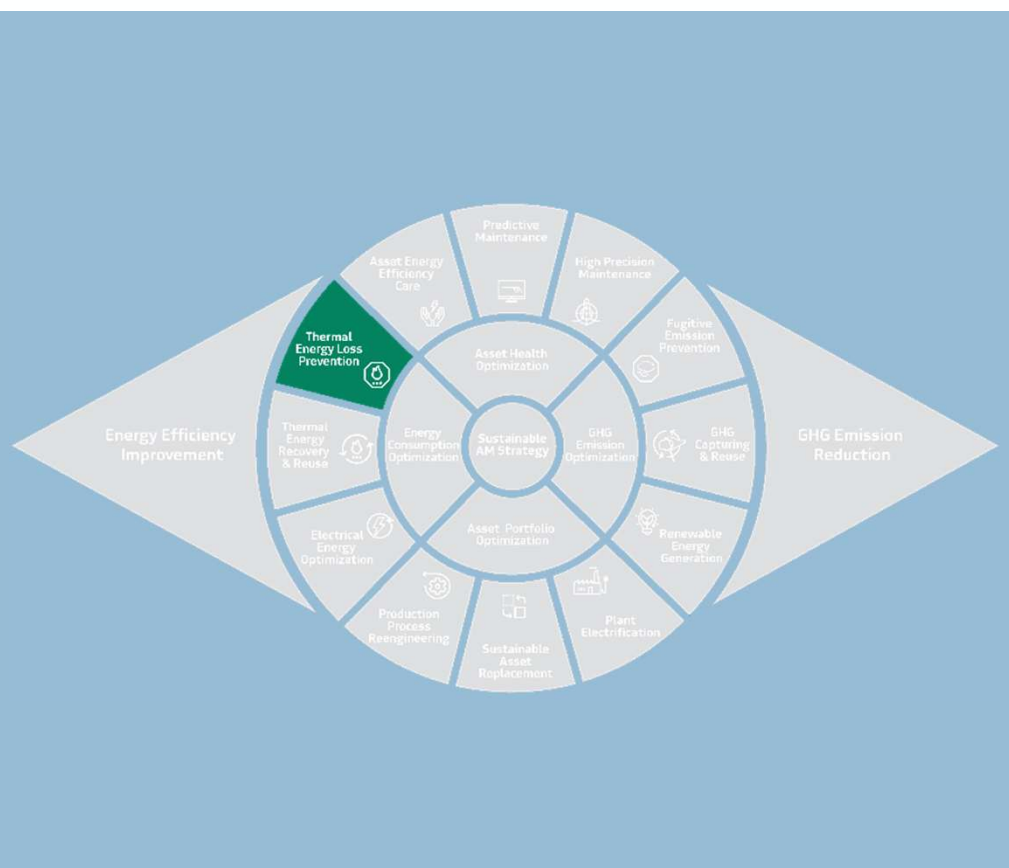 Predictive
Maintenance
Asset Energy
Efficiency
Care
High Precision
Maintenance
Thermal
Energy Loss
Prevention
Fugitive
Emission
Prevention
Asset Health
Optimization
Energy Efficiency
Improvement
Thermal
Energy
Recovery
& Reuse
Energy
Consumption
Optimization
Sustainable
AM Strategy
GHG
Emission
Optimization
GHG
Capturing
& Reuse
GHG Emission
Reduction
Electrical
Energy
Optimization
Asset Portfolio
Optimization
Renewable
Energy
Generation
Production
Process
Reengineering
Sustainable
Asset
Replacement
Plant
Electrification